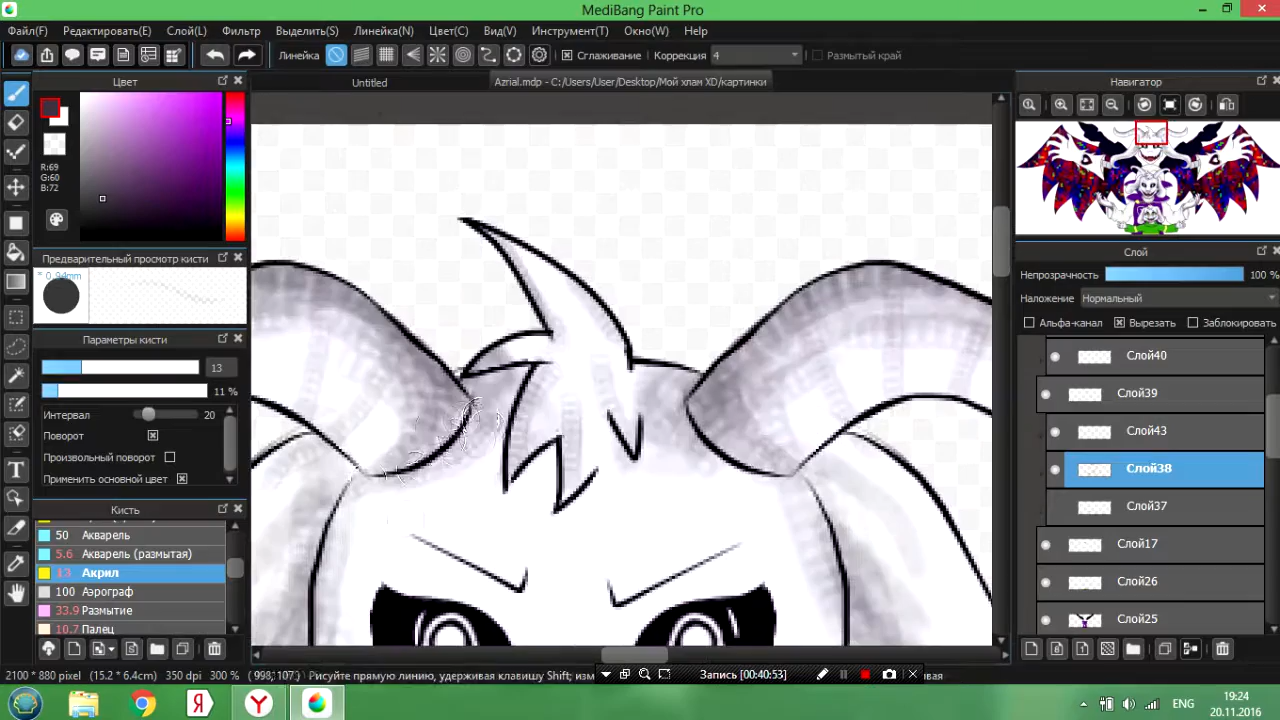 MediBang Paint Pro
Файл(F) Редактировать(E) Слой(L) Фильтр Выделить(S) Линейка(N) Цвет(C) Вид(V) Инструмент(T) Окно(W) Help
Линейка Сглаживание Коррекция 4 Размытый край
Цвет
Untitled
Azrial.mdp - C:/Users/User/Desktop/Мой хлам XD/картинки
Навигатор
R:69
G:60
B:72
Предварительный просмотр кисти
* 0.94mm
Параметры кисти
13
11 %
Интервал 20
Поворот
Произвольный поворот
Применить основной цвет
Кисть
50 Акварель
5.6 Акварель (размытая)
13 Акрил
100 Аэрограф
33.9 Размытие
10.7 Палец
Слой
Непрозрачность 100 %
Наложение Нормальный
Альфа-канал Вырезать Заблокировать
Слой40
Слой39
Слой43
Слой38
Слой37
Слой17
Слой26
Слой25
2100 * 880 pixel (15.2 * 6.4cm) 350 dpi 300 % ( 998, 107 ) Рисуйте прямую линию, удерживая клавишу Shift; изм
Запись [00:40:53]
ENG
19:24
20.11.2016